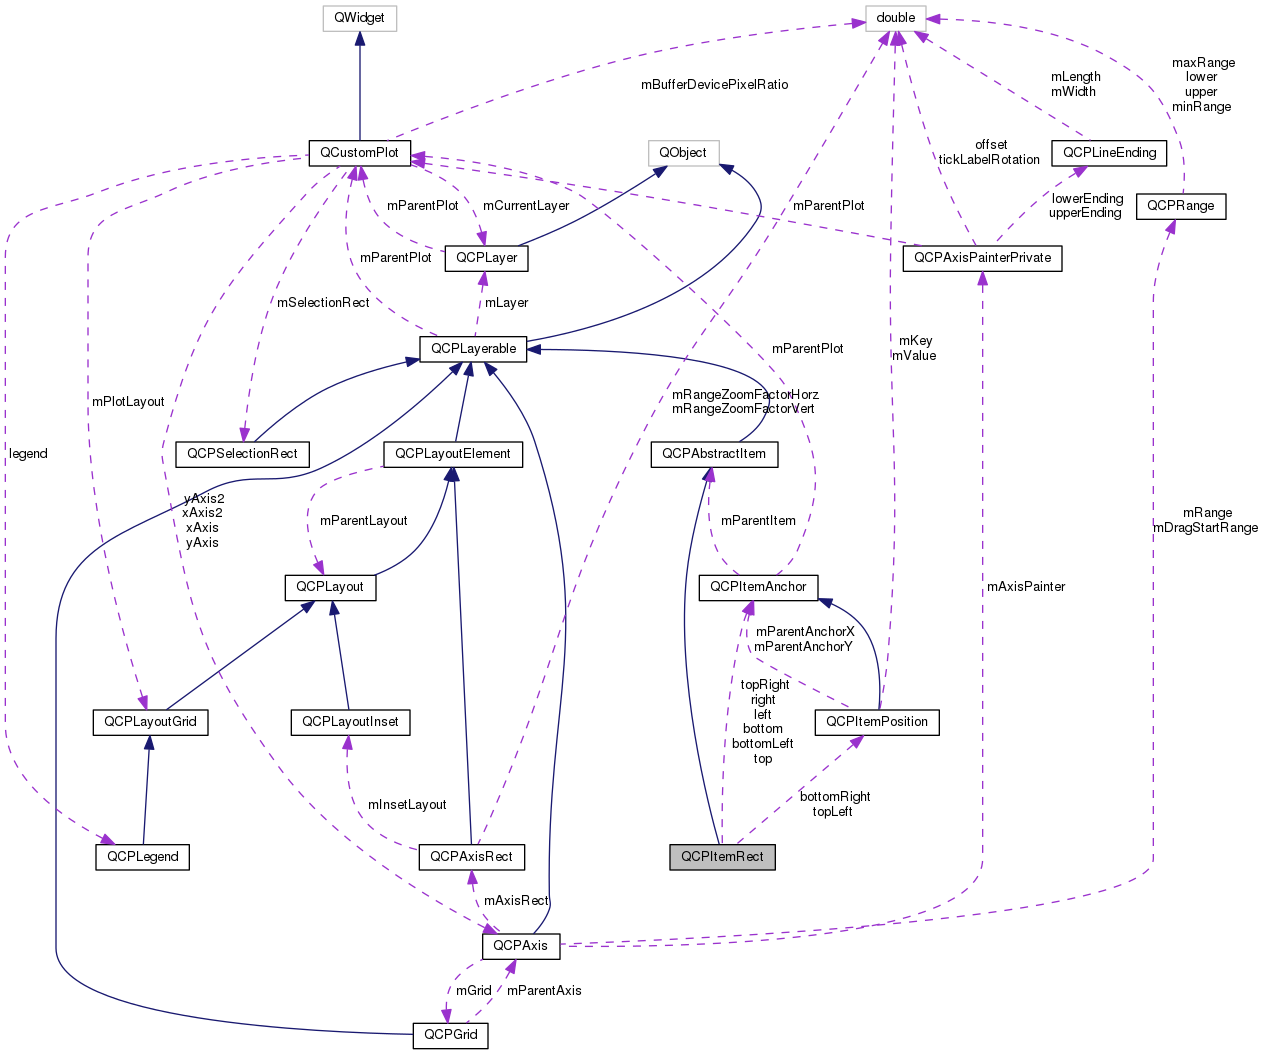 QWidget
double
maxRange
lower
upper
minRange
mLength
mWidth
mBufferDevicePixelRatio
QCustomPlot
QObject
offset
tickLabelRotation
QCPLineEnding
mParentPlot
mCurrentLayer
mParentPlot
lowerEnding
upperEnding
QCPRange
mParentPlot
QCPLayer
QCPAxisPainterPrivate
mSelectionRect
mLayer
QCPLayerable
mParentPlot
mKey
mValue
mPlotLayout
mRangeZoomFactorHorz
mRangeZoomFactorVert
legend
QCPSelectionRect
QCPLayoutElement
QCPAbstractItem
yAxis2
xAxis2
xAxis
yAxis
mParentLayout
mParentItem
mRange
mDragStartRange
QCPLayout
QCPItemAnchor
mAxisPainter
mParentAnchorX
mParentAnchorY
topRight
right
left
bottom
bottomLeft
top
QCPLayoutGrid
QCPLayoutInset
QCPItemPosition
mInsetLayout
bottomRight
topLeft
QCPLegend
QCPAxisRect
QCPItemRect
mAxisRect
QCPAxis
mGrid
mParentAxis
QCPGrid